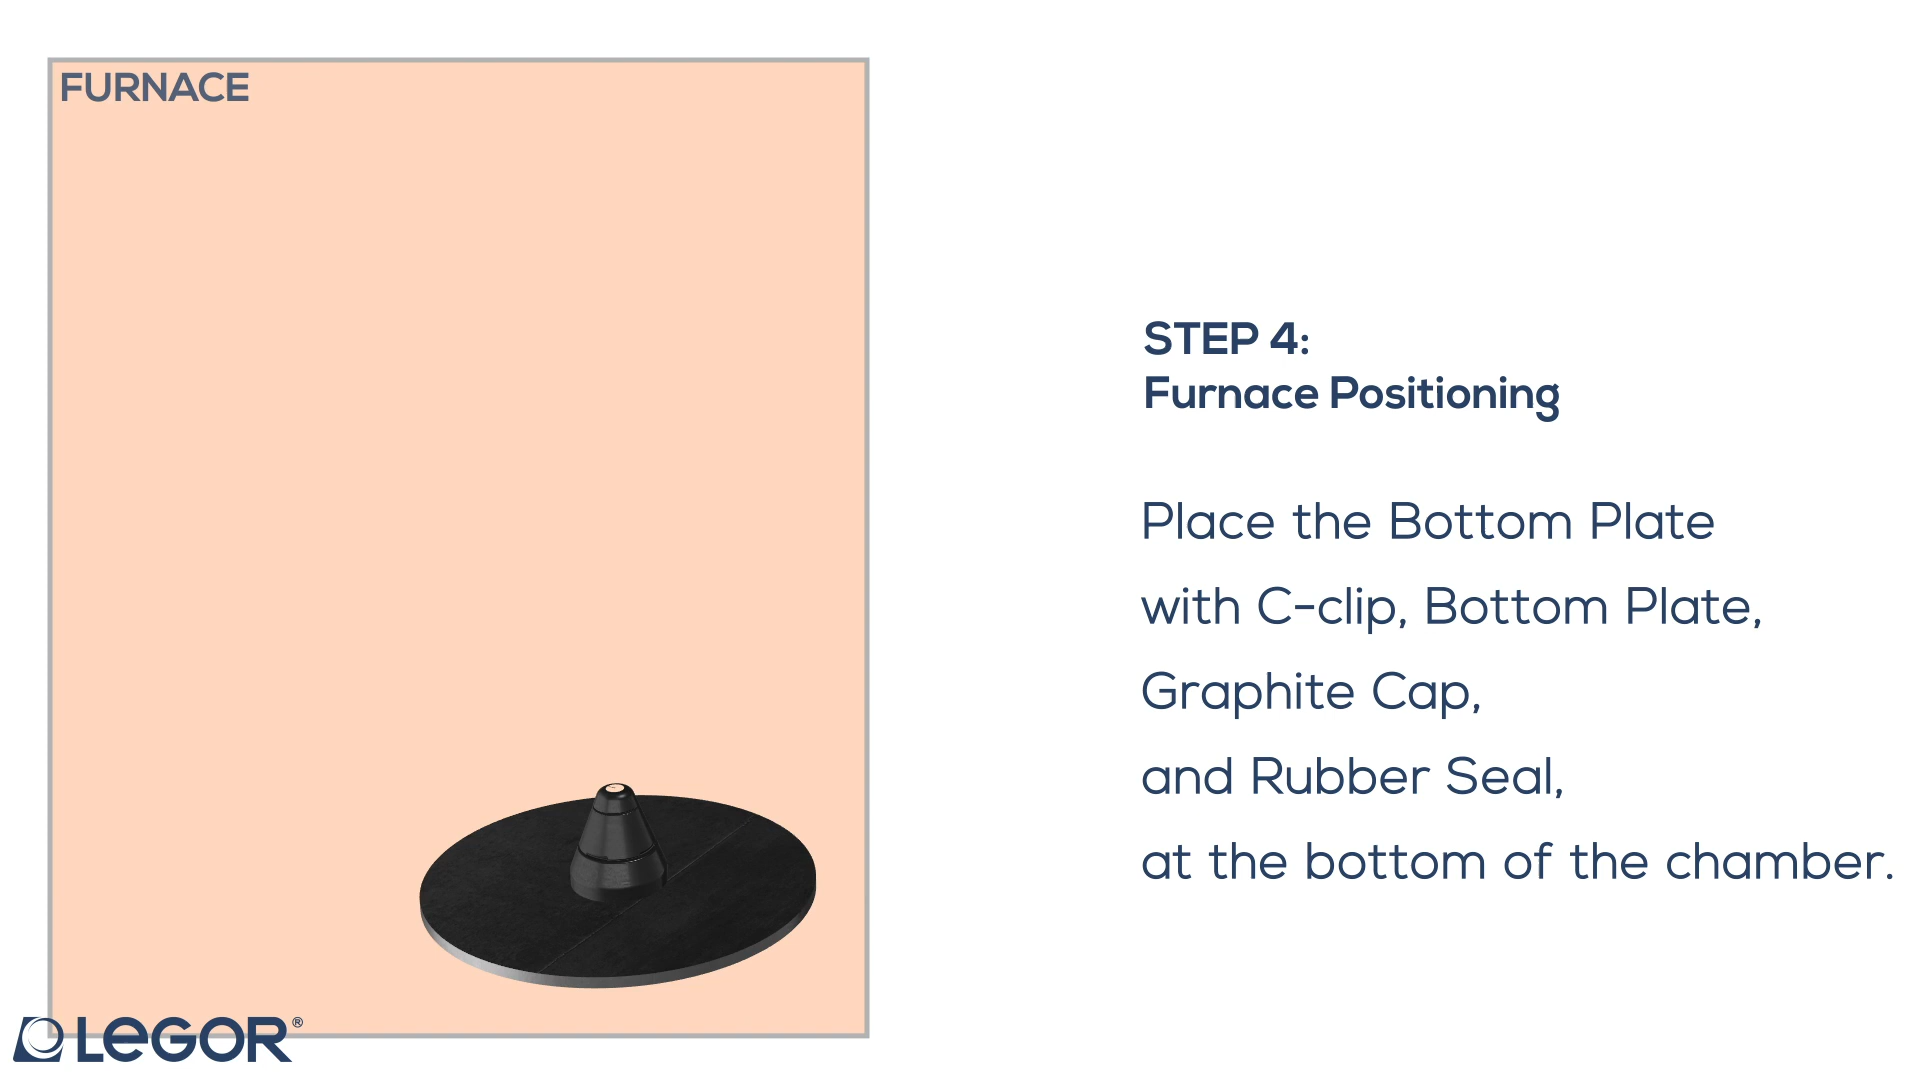 FURNACE
STEP 4:
Furnace Positioning
Place the Bottom Plate
with C-clip, Bottom Plate,
Graphite Cap,
and Rubber Seal,
at the bottom of the chamber.
LEGOR®